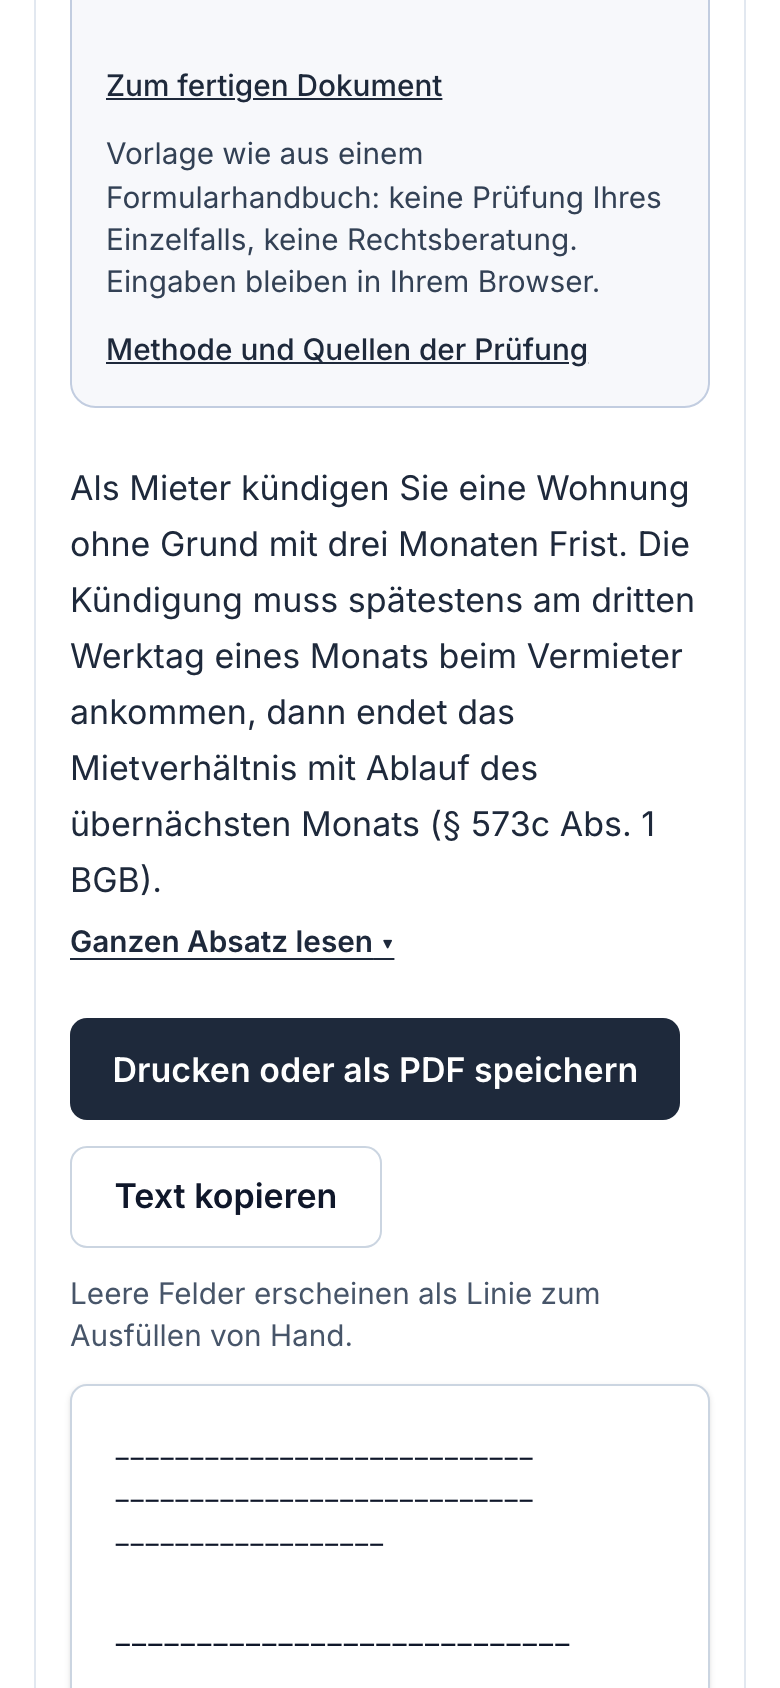 Zum fertigen Dokument
Vorlage wie aus einem
Formularhandbuch: keine Prüfung Ihres
Einzelfalls, keine Rechtsberatung.
Eingaben bleiben in Ihrem Browser.
Methode und Quellen der Prüfung
Als Mieter kündigen Sie eine Wohnung
ohne Grund mit drei Monaten Frist. Die
Kündigung muss spätestens am dritten
Werktag eines Monats beim Vermieter
ankommen, dann endet das
Mietverhältnis mit Ablauf des
übernächsten Monats (§ 573c Abs. 1
BGB).
Ganzen Absatz lesen ▾
Drucken oder als PDF speichern
Text kopieren
Leere Felder erscheinen als Linie zum
Ausfüllen von Hand.
____________________________
____________________________
__________________
____________________________